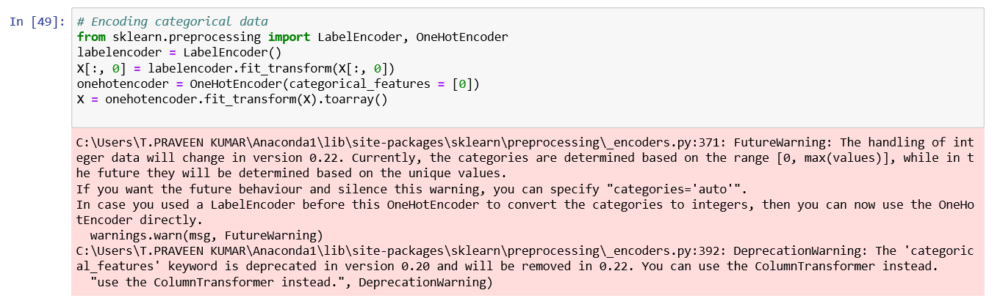 In [49]: # Encoding categorical data
from sklearn.preprocessing import LabelEncoder, OneHotEncoder
labelencoder = LabelEncoder()
X[:, 0] = labelencoder.fit_transform(X[:, 0])
onehotencoder = OneHotEncoder(categorical_features = [0])
X = onehotencoder.fit_transform(X).toarray()
C:\Users\T.PRAVEEN KUMAR\Anaconda1\lib\site-packages\sklearn\preprocessing\_encoders.py:371: FutureWarning: The handling of int
eger data will change in version 0.22. Currently, the categories are determined based on the range [0, max(values)], while in t
he future they will be determined based on the unique values.
If you want the future behaviour and silence this warning, you can specify "categories='auto'".
In case you used a LabelEncoder before this OneHotEncoder to convert the categories to integers, then you can now use the OneHo
tEncoder directly.
  warnings.warn(msg, FutureWarning)
C:\Users\T.PRAVEEN KUMAR\Anaconda1\lib\site-packages\sklearn\preprocessing\_encoders.py:392: DeprecationWarning: The 'categoric
al_features' keyword is deprecated in version 0.20 and will be removed in 0.22. You can use the ColumnTransformer instead.
  "use the ColumnTransformer instead.", DeprecationWarning)